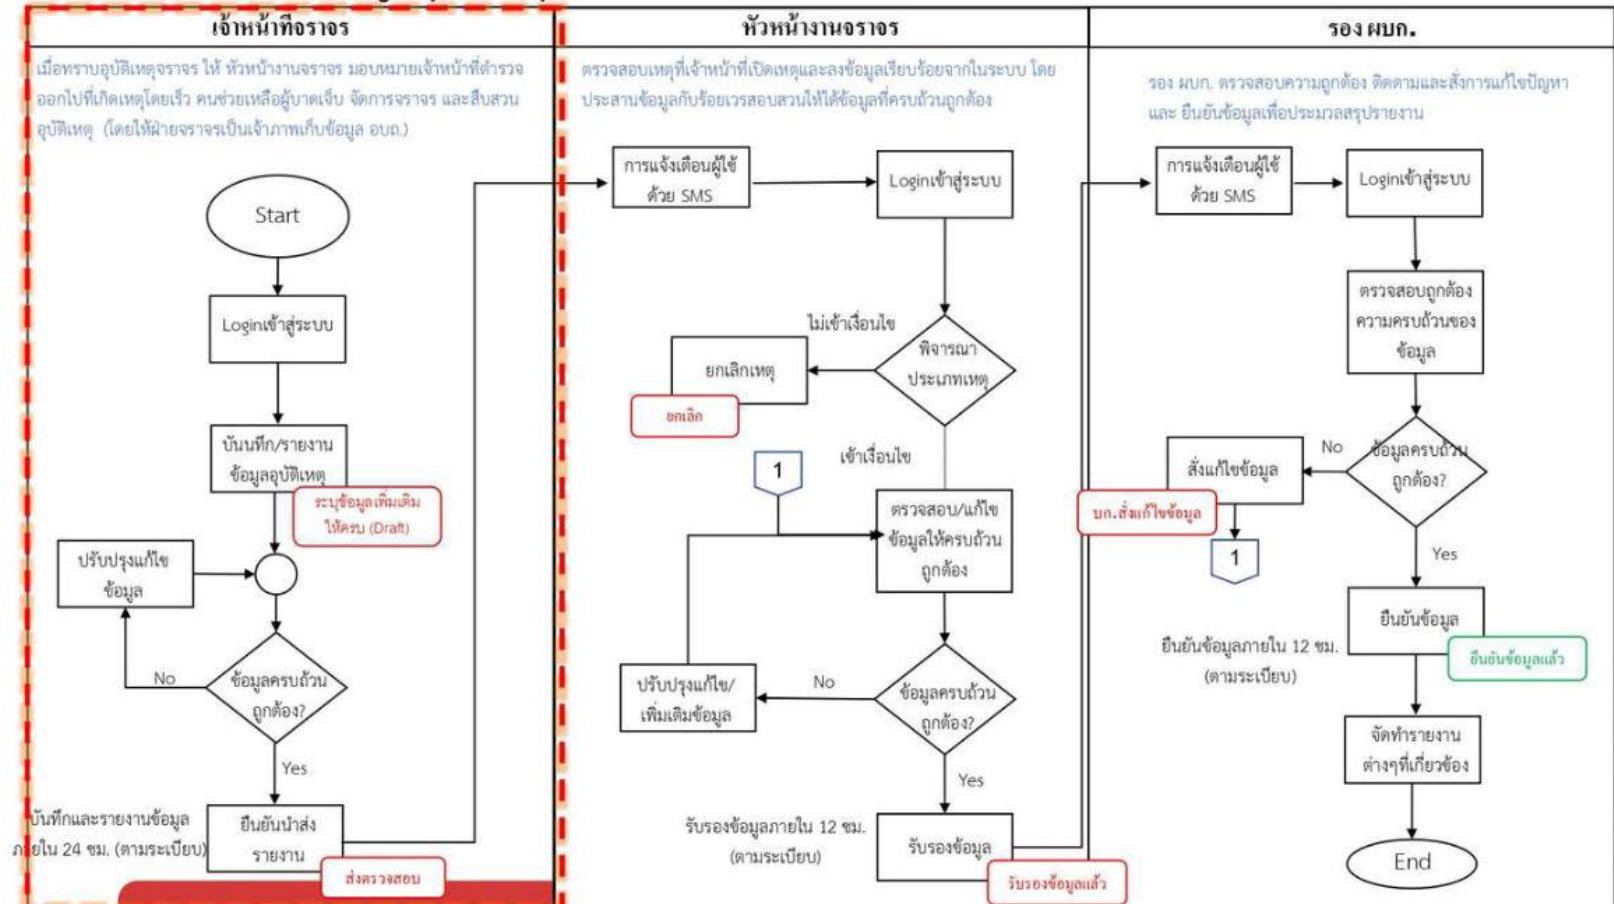 เจ้าหน้าที่จราจร
เมื่อทราบอุบัติเหตุจราจร ให้ หัวหน้างานจราจร มอบหมายเจ้าหน้าที่ตำรวจ
ออกไปที่เกิดเหตุโดยเร็ว คนช่วยเหลือผู้บาดเจ็บ จัดการจราจร และสืบสวน
อุบัติเหตุ (โดยให้ฝ่ายจราจรเป็นเจ้าภาพเก็บข้อมูล อบถ.)
Start
Loginเข้าสู่ระบบ
บันนทึก/รายงาน
ข้อมูลอุบัติเหตุ
ระบุข้อมูลเพิ่มเติม
ให้ครบ (Draft)
ปรับปรุงแก้ไข
ข้อมูล
No
ข้อมูลครบถ้วน
ถูกต้อง?
Yes
บันทึกและรายงานข้อมูล
ภายใน 24 ชม. (ตามระเบียบ)
ยืนยันนำส่ง
รายงาน
ส่งตรวจสอบ
หัวหน้างานจราจร
ตรวจสอบเหตุที่เจ้าหน้าที่เปิดเหตุและลงข้อมูลเรียบร้อยจากในระบบ โดย
ประสานข้อมูลกับร้อยเวรสอบสวนให้ได้ข้อมูลที่ครบถ้วนถูกต้อง
การแจ้งเตือนผู้ใช้
ด้วย SMS
Loginเข้าสู่ระบบ
ไม่เข้าเงื่อนไข
พิจารณา
ประเภทเหตุ
ยกเลิกเหตุ
ยกเลิก
1
เข้าเงื่อนไข
ตรวจสอบ/แก้ไข
ข้อมูลให้ครบถ้วน
ถูกต้อง
ปรับปรุงแก้ไข/
เพิ่มเติมข้อมูล
No
ข้อมูลครบถ้วน
ถูกต้อง?
Yes
รับรองข้อมูลภายใน 12 ชม.
(ตามระเบียบ)
รับรองข้อมูล
รับรองข้อมูลแล้ว
รอง ผบก.
รอง ผบก. ตรวจสอบความถูกต้อง ติดตามและสั่งการแก้ไขปัญหา
และ ยืนยันข้อมูลเพื่อประมวลสรุปรายงาน
การแจ้งเตือนผู้ใช้
ด้วย SMS
Loginเข้าสู่ระบบ
ตรวจสอบถูกต้อง
ความครบถ้วนของ
ข้อมูล
No
ข้อมูลครบถ้วน
ถูกต้อง?
สั่งแก้ไขข้อมูล
บก.สั่งแก้ไขข้อมูล
1
Yes
ยืนยันข้อมูล
ยืนยันข้อมูลแล้ว
ยืนยันข้อมูลภายใน 12 ชม.
(ตามระเบียบ)
จัดทำรายงาน
ต่างๆที่เกี่ยวข้อง
End